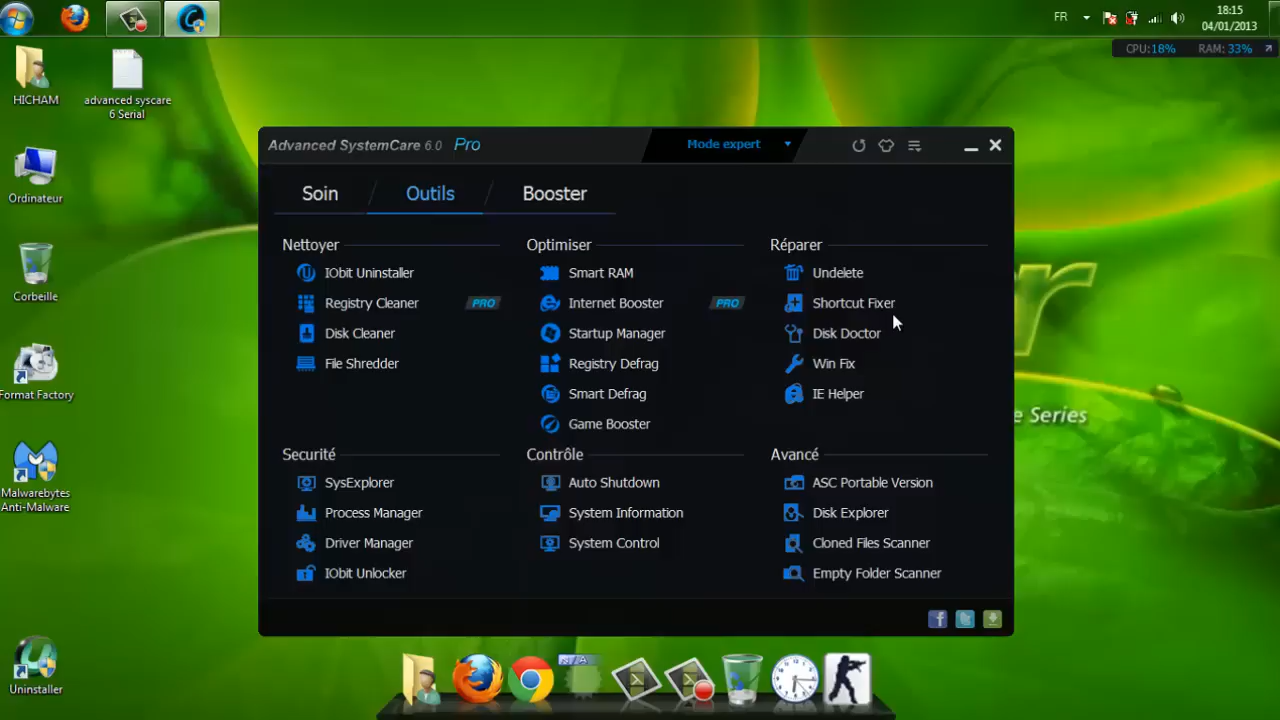 FR
18:15
04/01/2013
CPU:18% RAM: 33%
HICHAM
advanced syscare
6 Serial
Ordinateur
Corbeille
Format Factory
Malwarebytes
Anti-Malware
Uninstaller
Advanced SystemCare 6.0 Pro
Mode expert
Soin
Outils
Booster
Nettoyer
IObit Uninstaller
Registry Cleaner PRO
Disk Cleaner
File Shredder
Optimiser
Smart RAM
Internet Booster PRO
Startup Manager
Registry Defrag
Smart Defrag
Game Booster
Réparer
Undelete
Shortcut Fixer
Disk Doctor
Win Fix
IE Helper
Securité
SysExplorer
Process Manager
Driver Manager
IObit Unlocker
Contrôle
Auto Shutdown
System Information
System Control
Avancé
ASC Portable Version
Disk Explorer
Cloned Files Scanner
Empty Folder Scanner
e Series
N/A